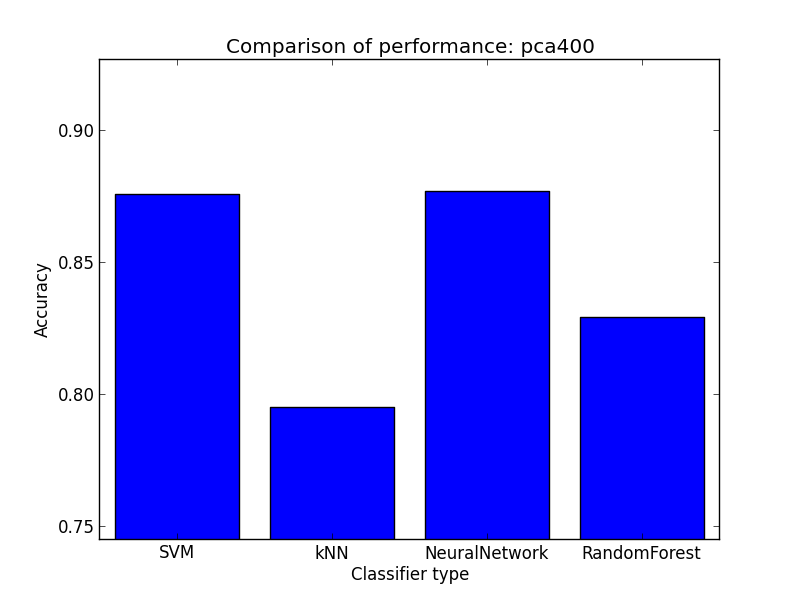 Comparison of performance: pca400
0.90
0.85
0.80
0.75
Accuracy
SVM kNN NeuralNetwork RandomForest
Classifier type